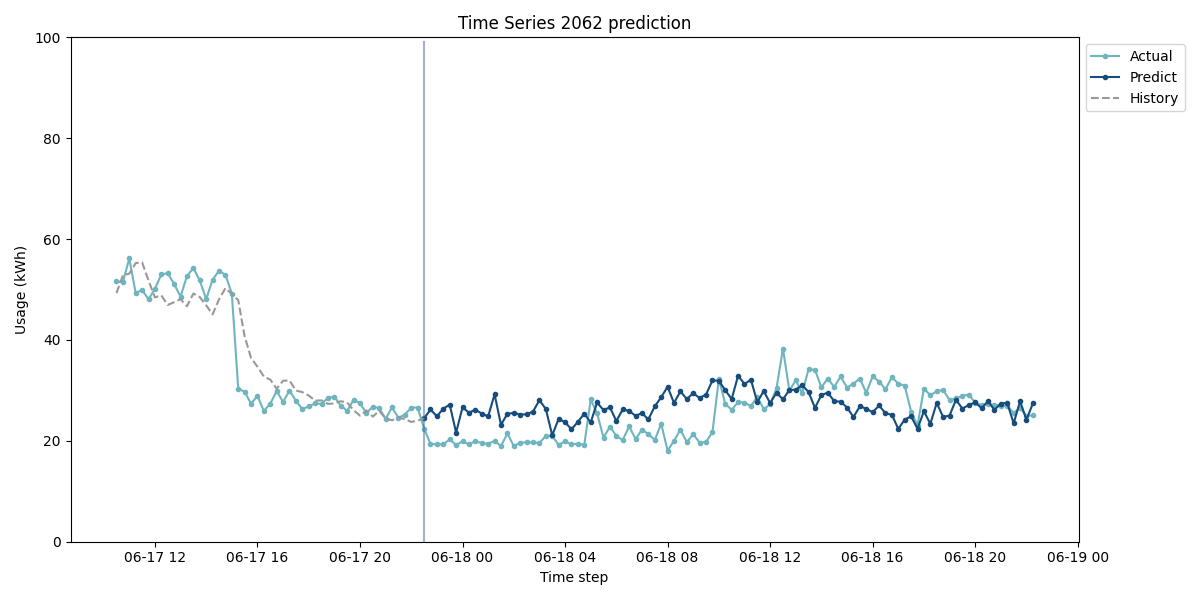 Time Series 2062 prediction
100
80
60
40
20
0
Usage (kWh)
06-17 12
06-17 16
06-17 20
06-18 00
06-18 04
06-18 08
06-18 12
06-18 16
06-18 20
06-19 00
Time step
Actual
Predict
History